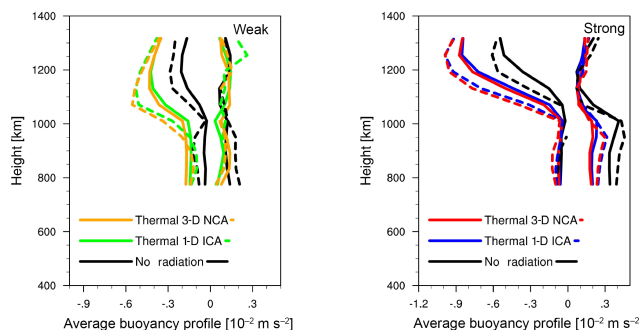 1400
Weak
1200
1000
800
600
400
Height [km]
Thermal 3-D NCA
Thermal 1-D ICA
No radiation
-.9 -.6 -.3 0 .3
Average buoyancy profile [10⁻² m s⁻²]
1400
Strong
1200
1000
800
600
400
Height [km]
Thermal 3-D NCA
Thermal 1-D ICA
No radiation
-1.2 -.9 -.6 -.3 0 .3
Average buoyancy profile [10⁻² m s⁻²]